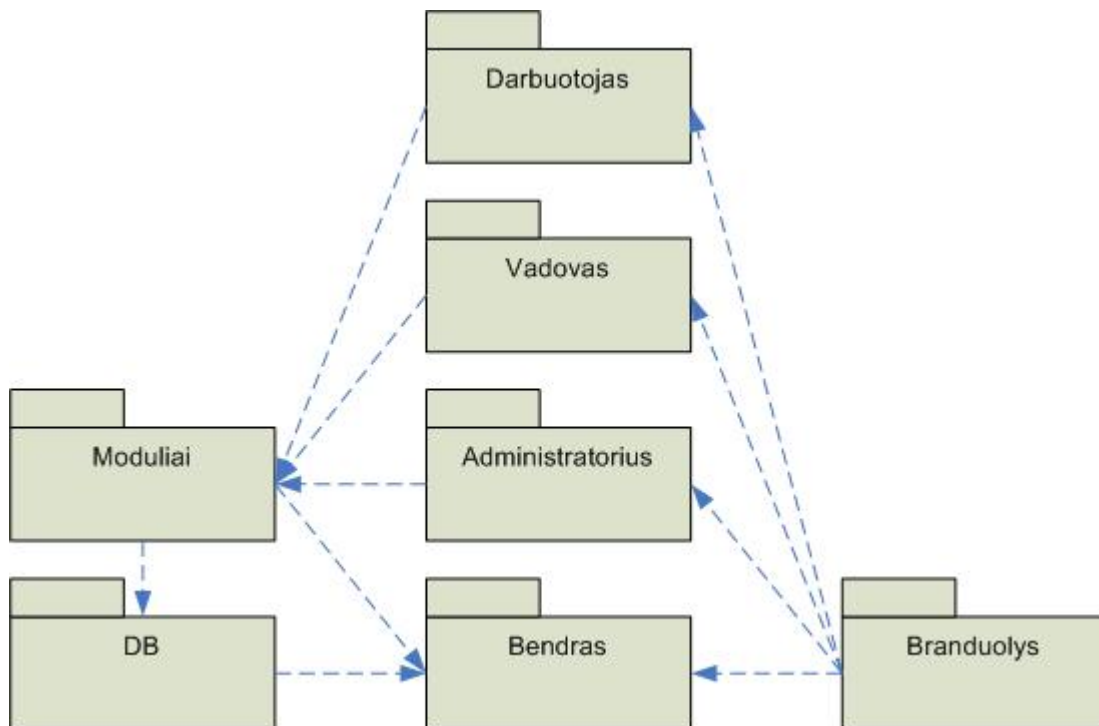 Darbuotojas
Vadovas
Moduliai
Administratorius
DB
Bendras
Branduolys